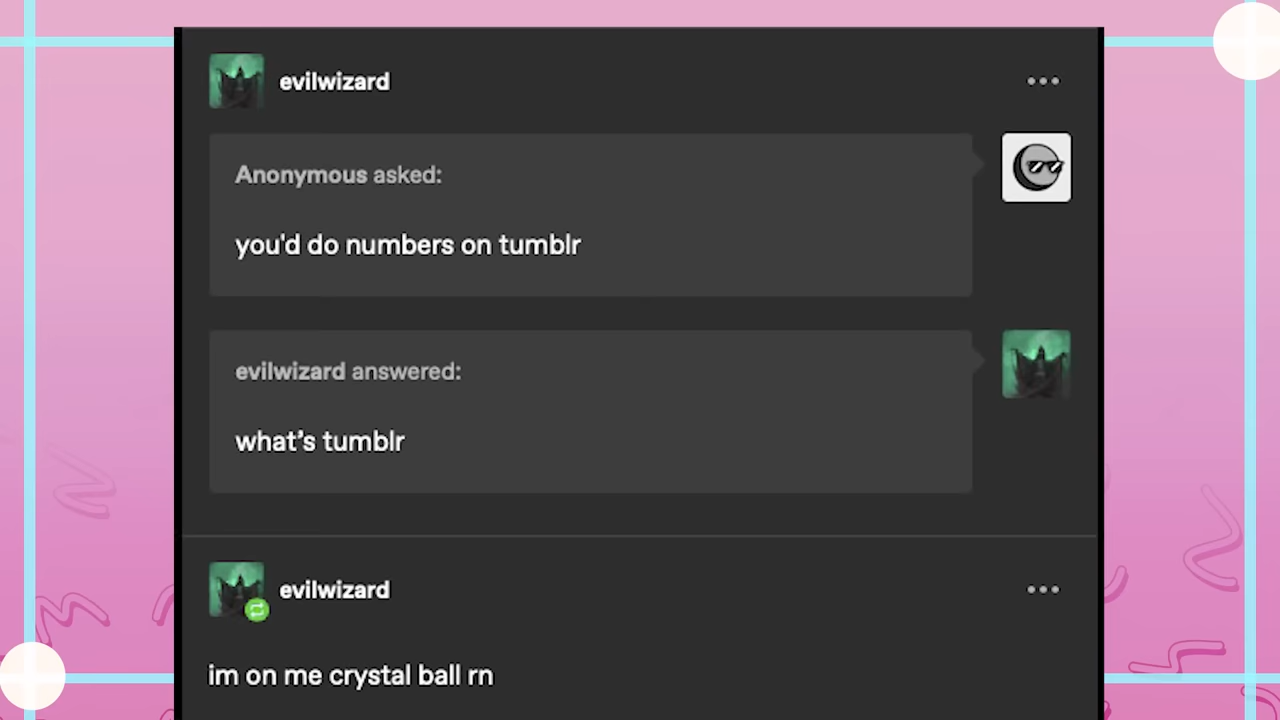 evilwizard
Anonymous asked:
you'd do numbers on tumblr
evilwizard answered:
what’s tumblr
evilwizard
im on me crystal ball rn